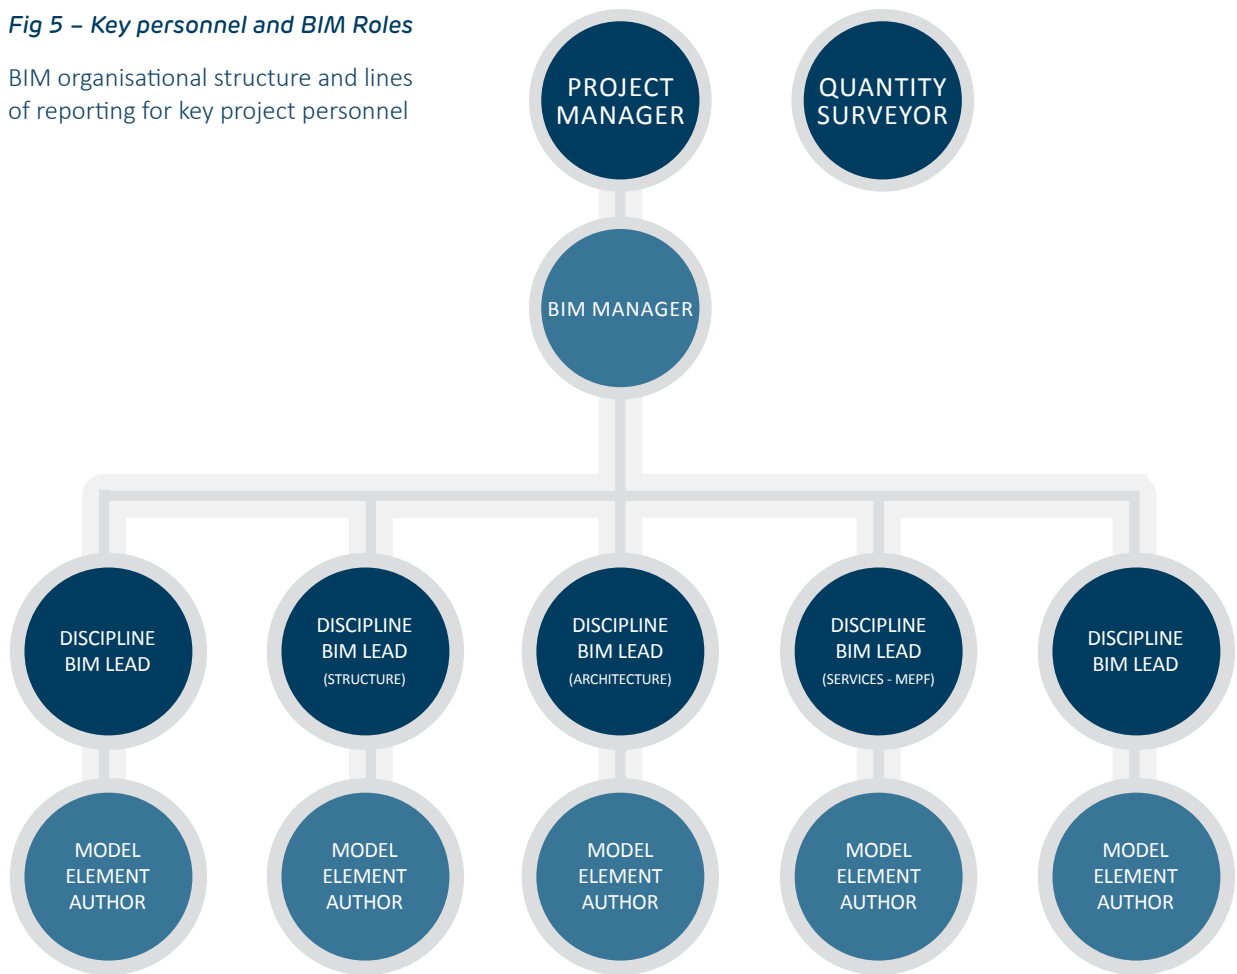 Fig 5 – Key personnel and BIM Roles
BIM organisational structure and lines
of reporting for key project personnel
PROJECT
MANAGER
QUANTITY
SURVEYOR
BIM MANAGER
DISCIPLINE
BIM LEAD
DISCIPLINE
BIM LEAD
(STRUCTURE)
DISCIPLINE
BIM LEAD
(ARCHITECTURE)
DISCIPLINE
BIM LEAD
(SERVICES - MEPF)
DISCIPLINE
BIM LEAD
MODEL
ELEMENT
AUTHOR
MODEL
ELEMENT
AUTHOR
MODEL
ELEMENT
AUTHOR
MODEL
ELEMENT
AUTHOR
MODEL
ELEMENT
AUTHOR